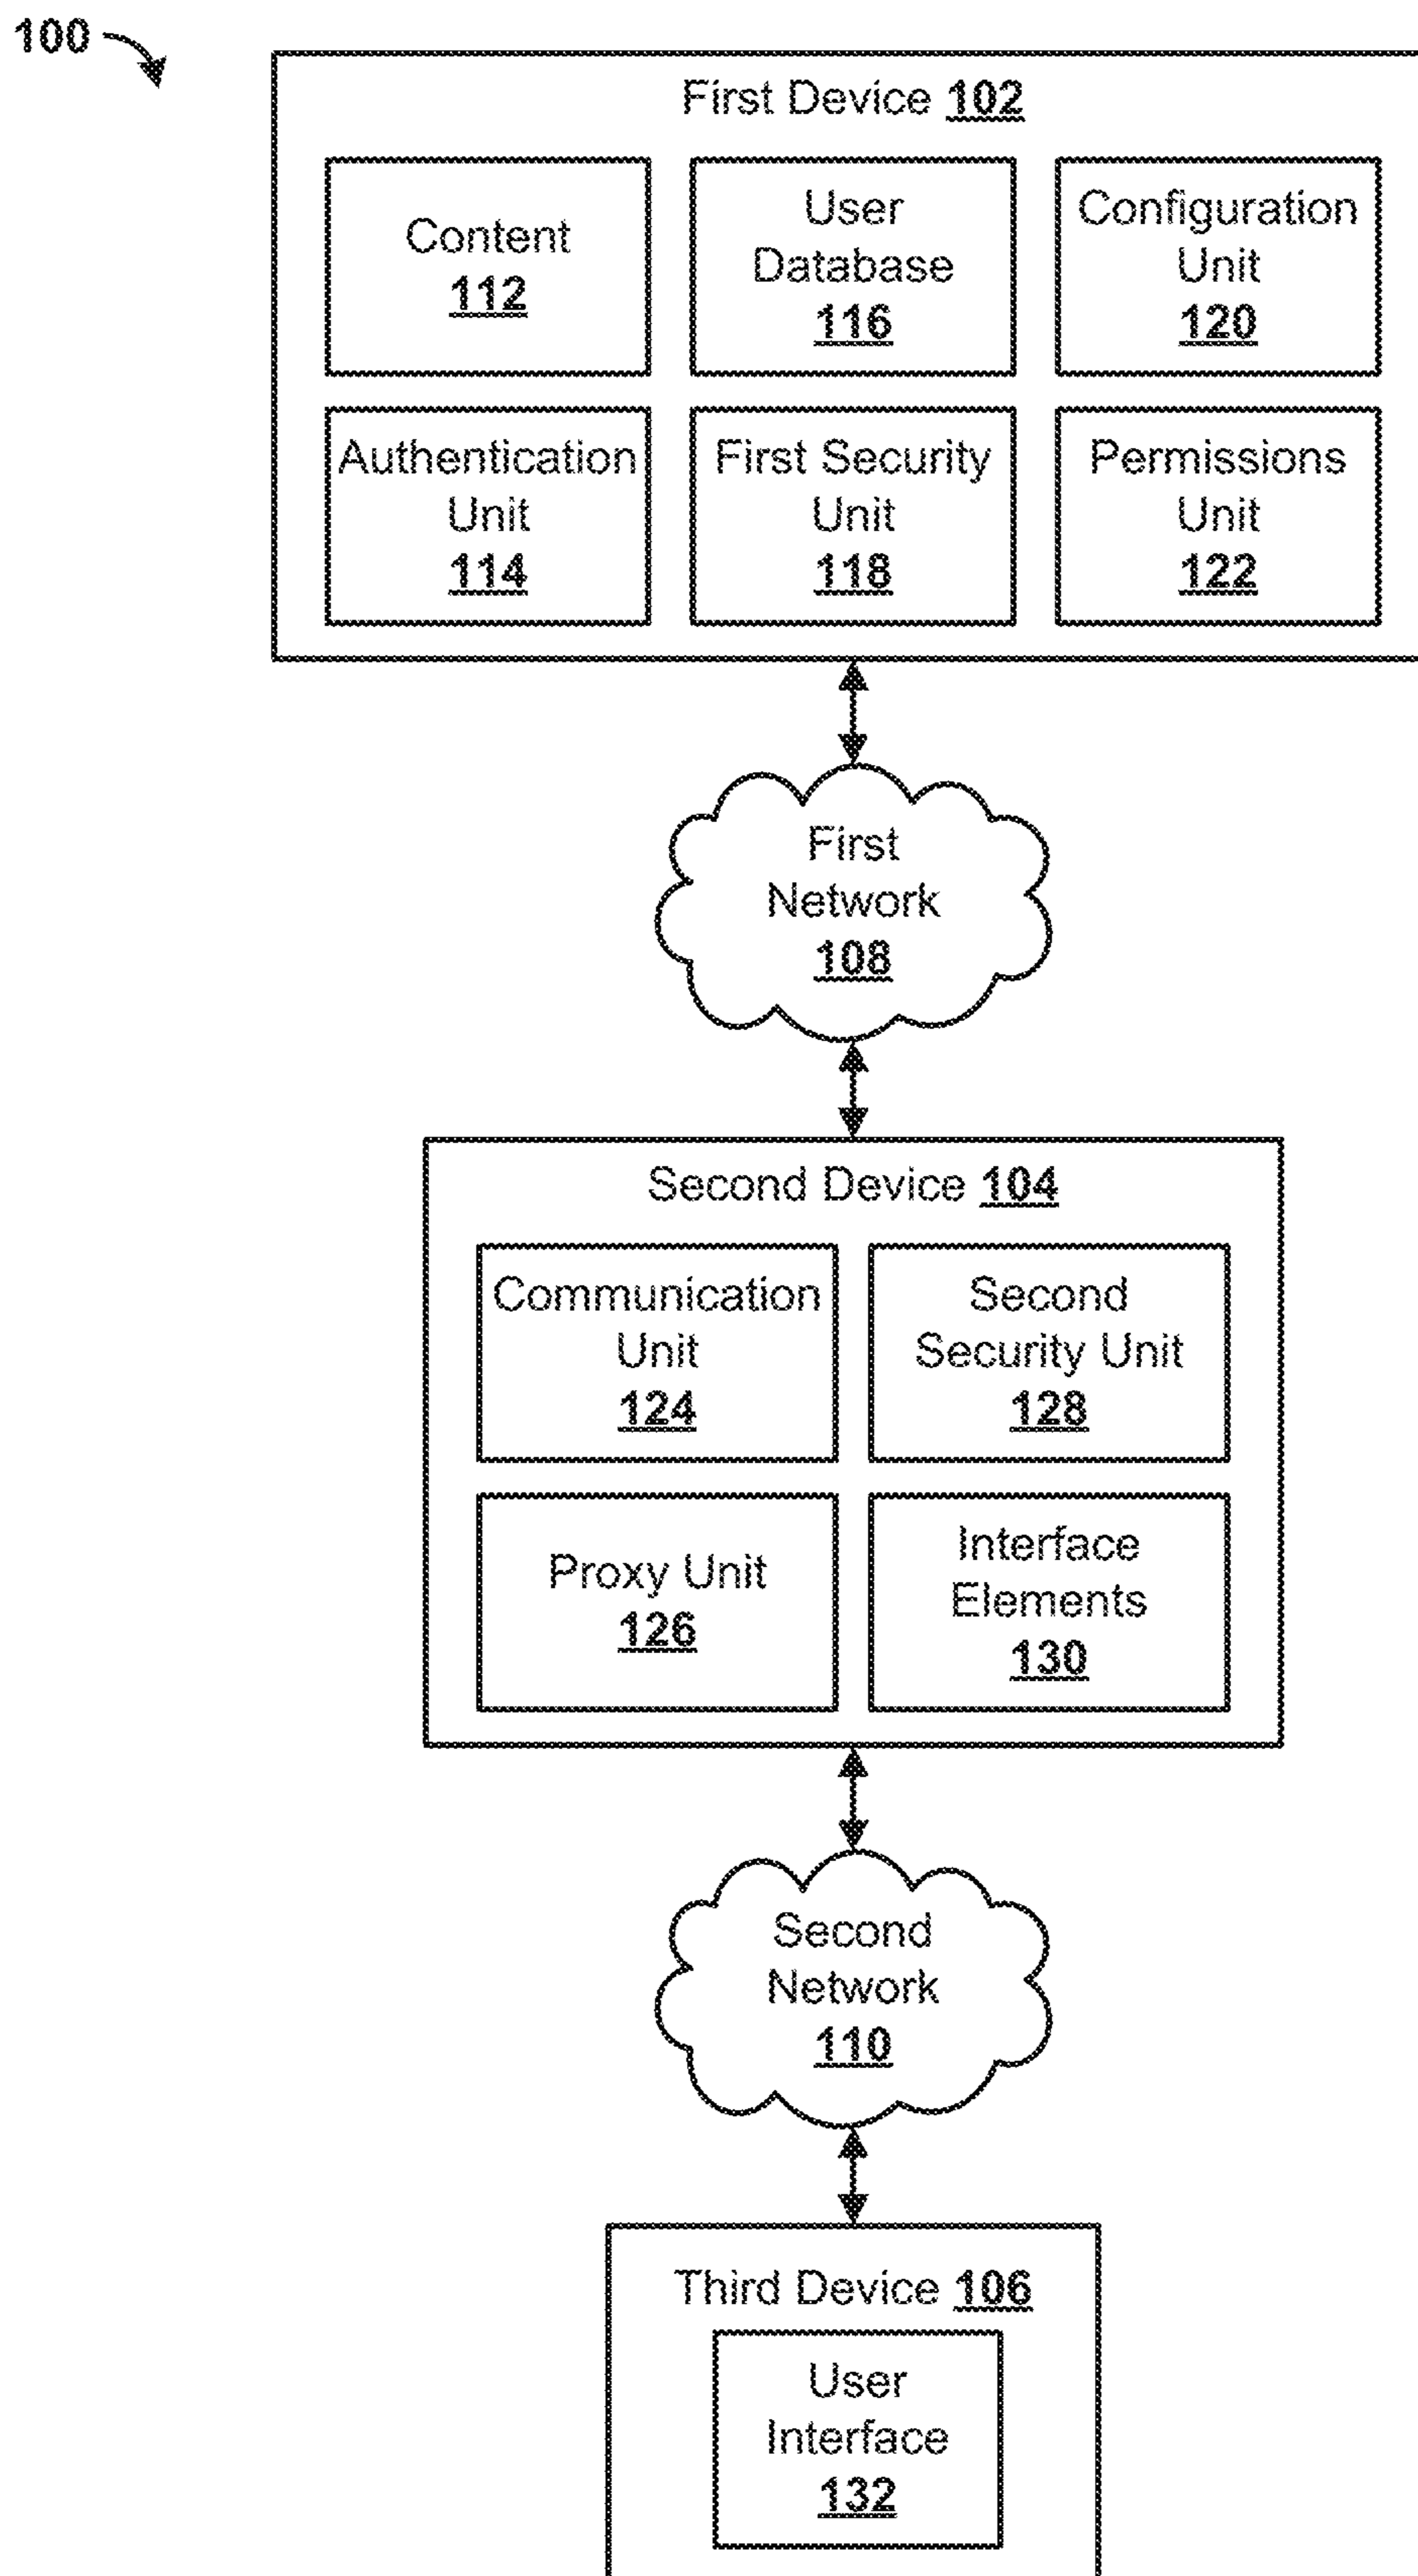 100
First Device 102
Content
112
User
Database
116
Configuration
Unit
120
Authentication
Unit
114
First Security
Unit
118
Permissions
Unit
122
First
Network
108
Second Device 104
Communication
Unit
124
Second
Security Unit
128
Proxy Unit
126
Interface
Elements
130
Second
Network
110
Third Device 106
User
Interface
132